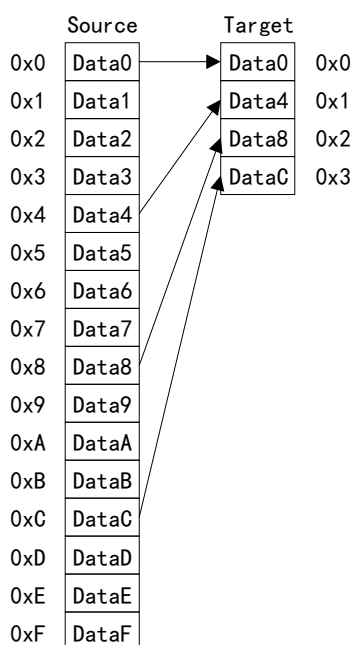 Source Target
0x0 Data0 Data0 0x0
0x1 Data1 Data4 0x1
0x2 Data2 Data8 0x2
0x3 Data3 DataC 0x3
0x4 Data4
0x5 Data5
0x6 Data6
0x7 Data7
0x8 Data8
0x9 Data9
0xA DataA
0xB DataB
0xC DataC
0xD DataD
0xE DataE
0xF DataF